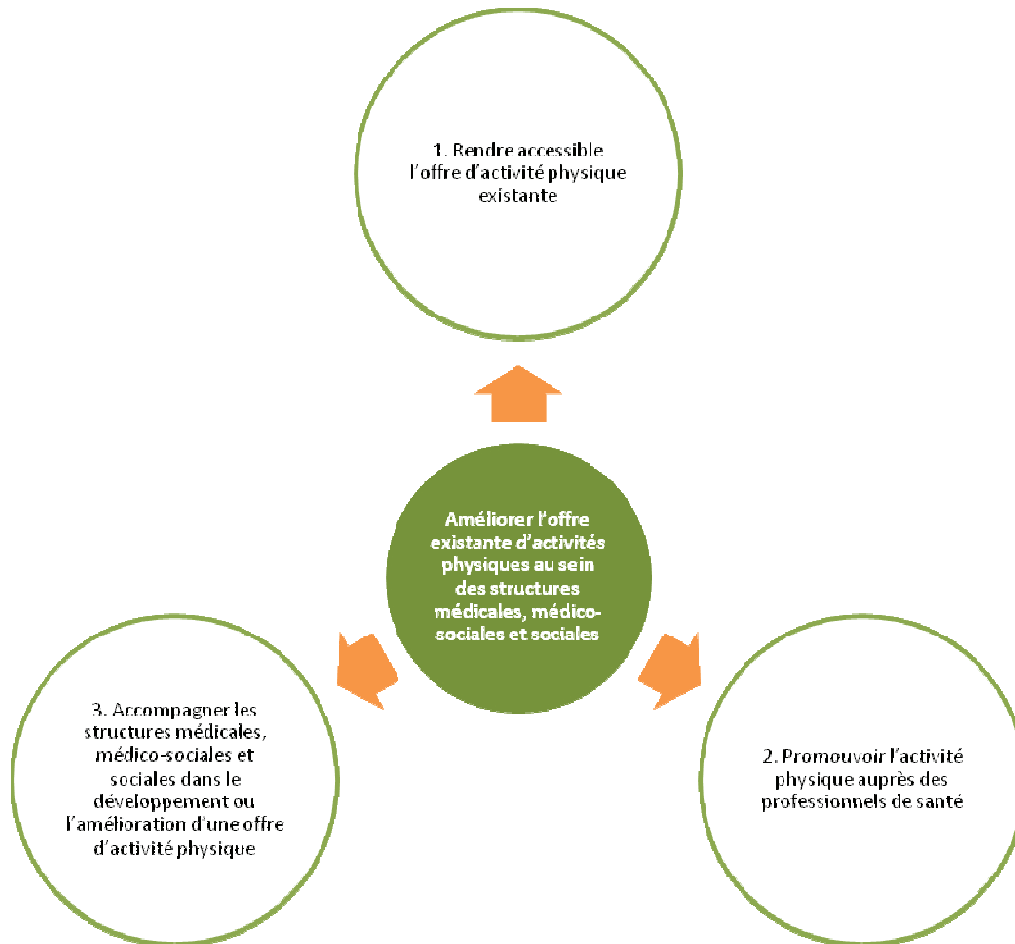 1. Rendre accessible
l'offre d'activité physique
existante
Améliorer l'offre
existante d'activités
physiques au sein
des structures
médicales, médico-
sociales et sociales
3. Accompagner les
structures médicales,
médico-sociales et
sociales dans le
développement ou
l'amélioration d'une offre
d'activité physique
2. Promouvoir l'activité
physique auprès des
professionnels de santé